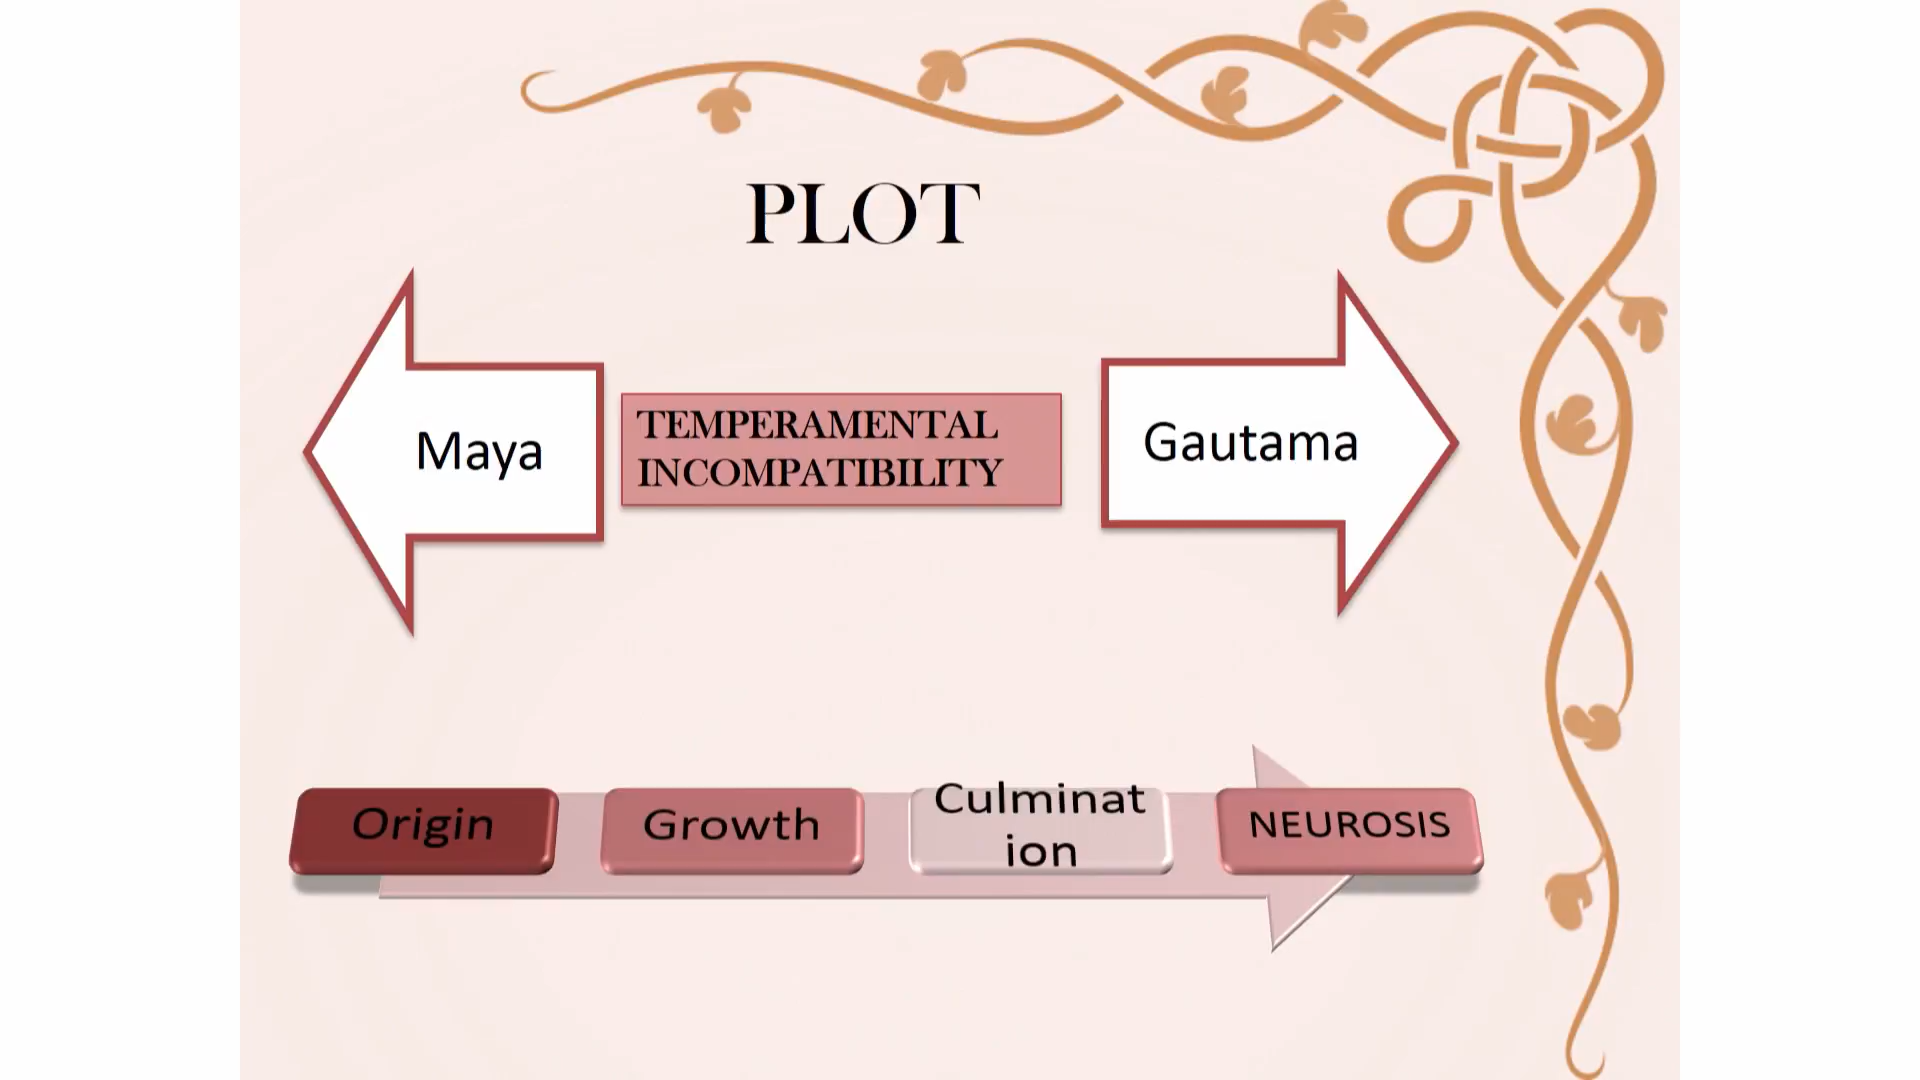 PLOT
Maya
TEMPERAMENTAL
INCOMPATIBILITY
Gautama
Origin
Growth
Culminat
ion
NEUROSIS